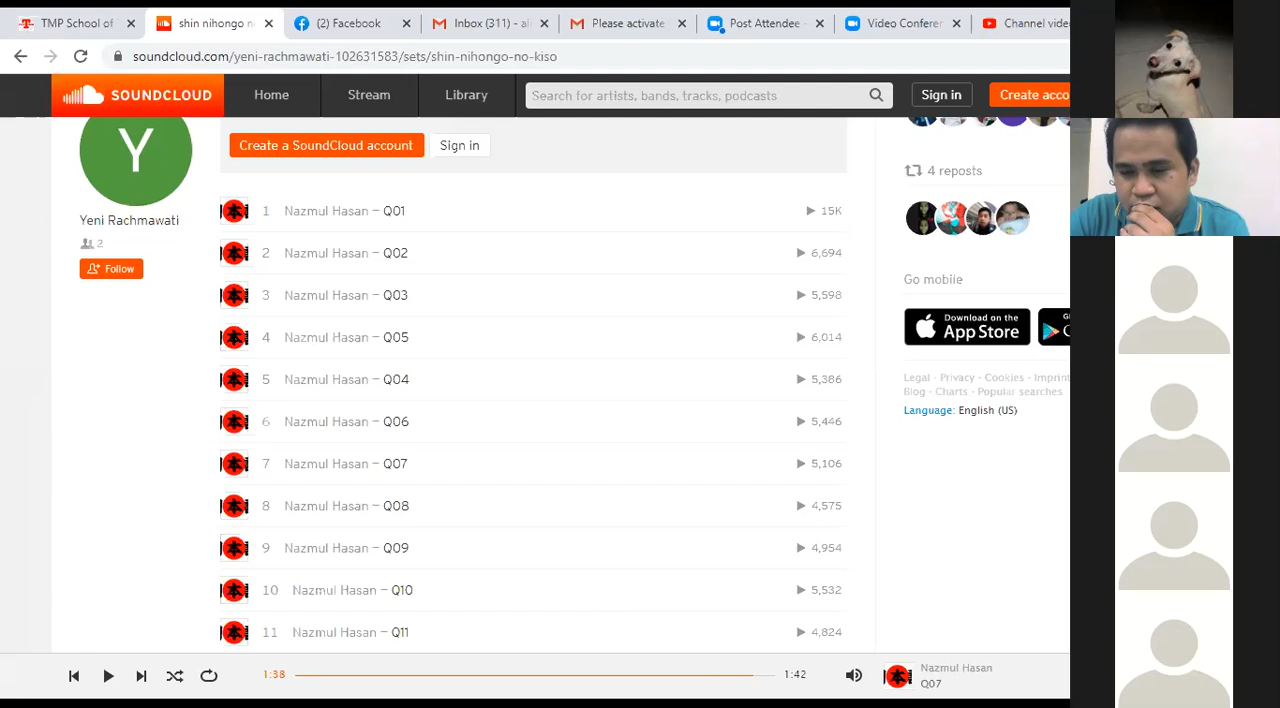 TMP School of
shin nihongo n
(2) Facebook
Inbox (311) - al
Please activate
Post Attendee -
Video Conferen
Channel video
soundcloud.com/yeni-rachmawati-102631583/sets/shin-nihongo-no-kiso
SOUNDCLOUD
Home
Stream
Library
Search for artists, bands, tracks, podcasts
Sign in
Create acco
Y
Create a SoundCloud account
Sign in
4 reposts
Yeni Rachmawati
2
Follow
1 Nazmul Hasan – Q01 15K
2 Nazmul Hasan – Q02 6,694
3 Nazmul Hasan – Q03 5,598
4 Nazmul Hasan – Q05 6,014
5 Nazmul Hasan – Q04 5,386
6 Nazmul Hasan – Q06 5,446
7 Nazmul Hasan – Q07 5,106
8 Nazmul Hasan – Q08 4,575
9 Nazmul Hasan – Q09 4,954
10 Nazmul Hasan – Q10 5,532
11 Nazmul Hasan – Q11 4,824
Go mobile
Download on the
App Store
Legal - Privacy - Cookies - Imprint
Blog - Charts - Popular searches
Language: English (US)
1:38
1:42
Nazmul Hasan
Q07